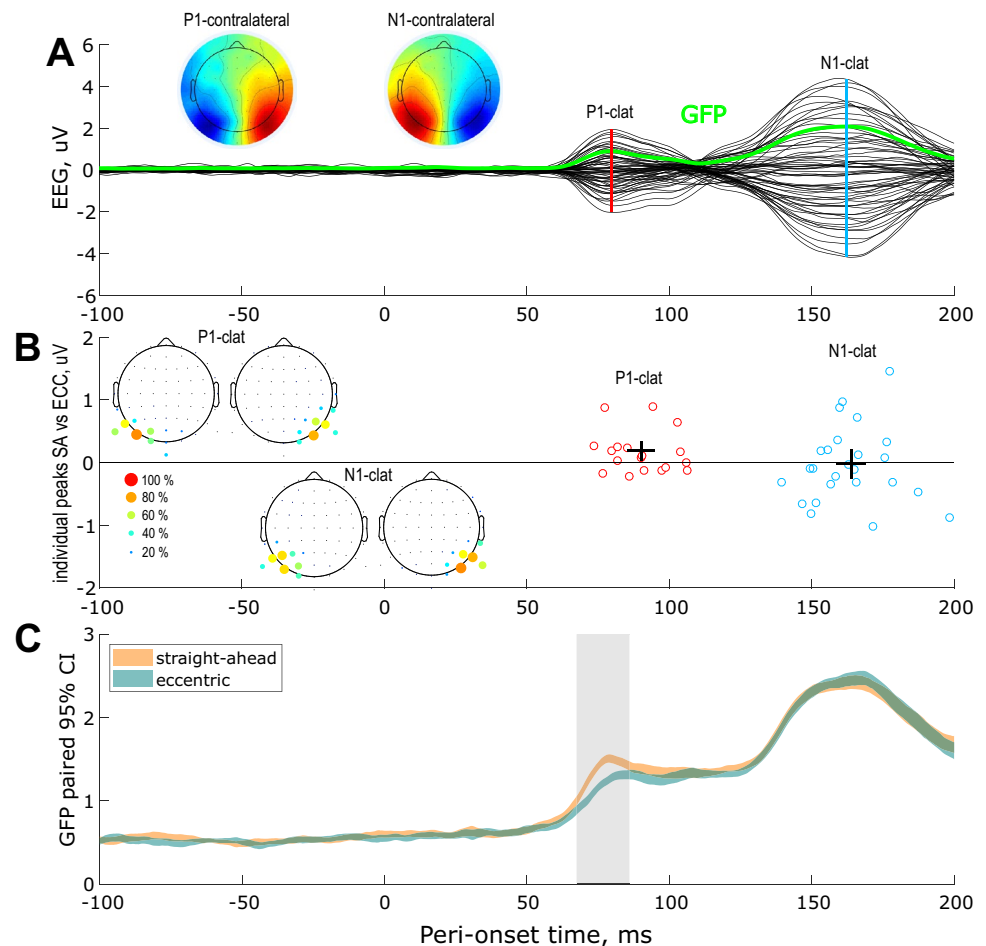 A
P1-contralateral
N1-contralateral
EEG, uV
6
4
2
0
-2
-4
-6
P1-clat
GFP
N1-clat
-100
-50
0
50
100
150
200
B
individual peaks SA vs ECC, uV
2
1
0
-1
-2
P1-clat
N1-clat
100 %
80 %
60 %
40 %
20 %
P1-clat
N1-clat
-100
-50
0
50
100
150
200
C
GFP paired 95% CI
3
2
1
0
straight-ahead
eccentric
-100
-50
0
50
100
150
200
Peri-onset time, ms